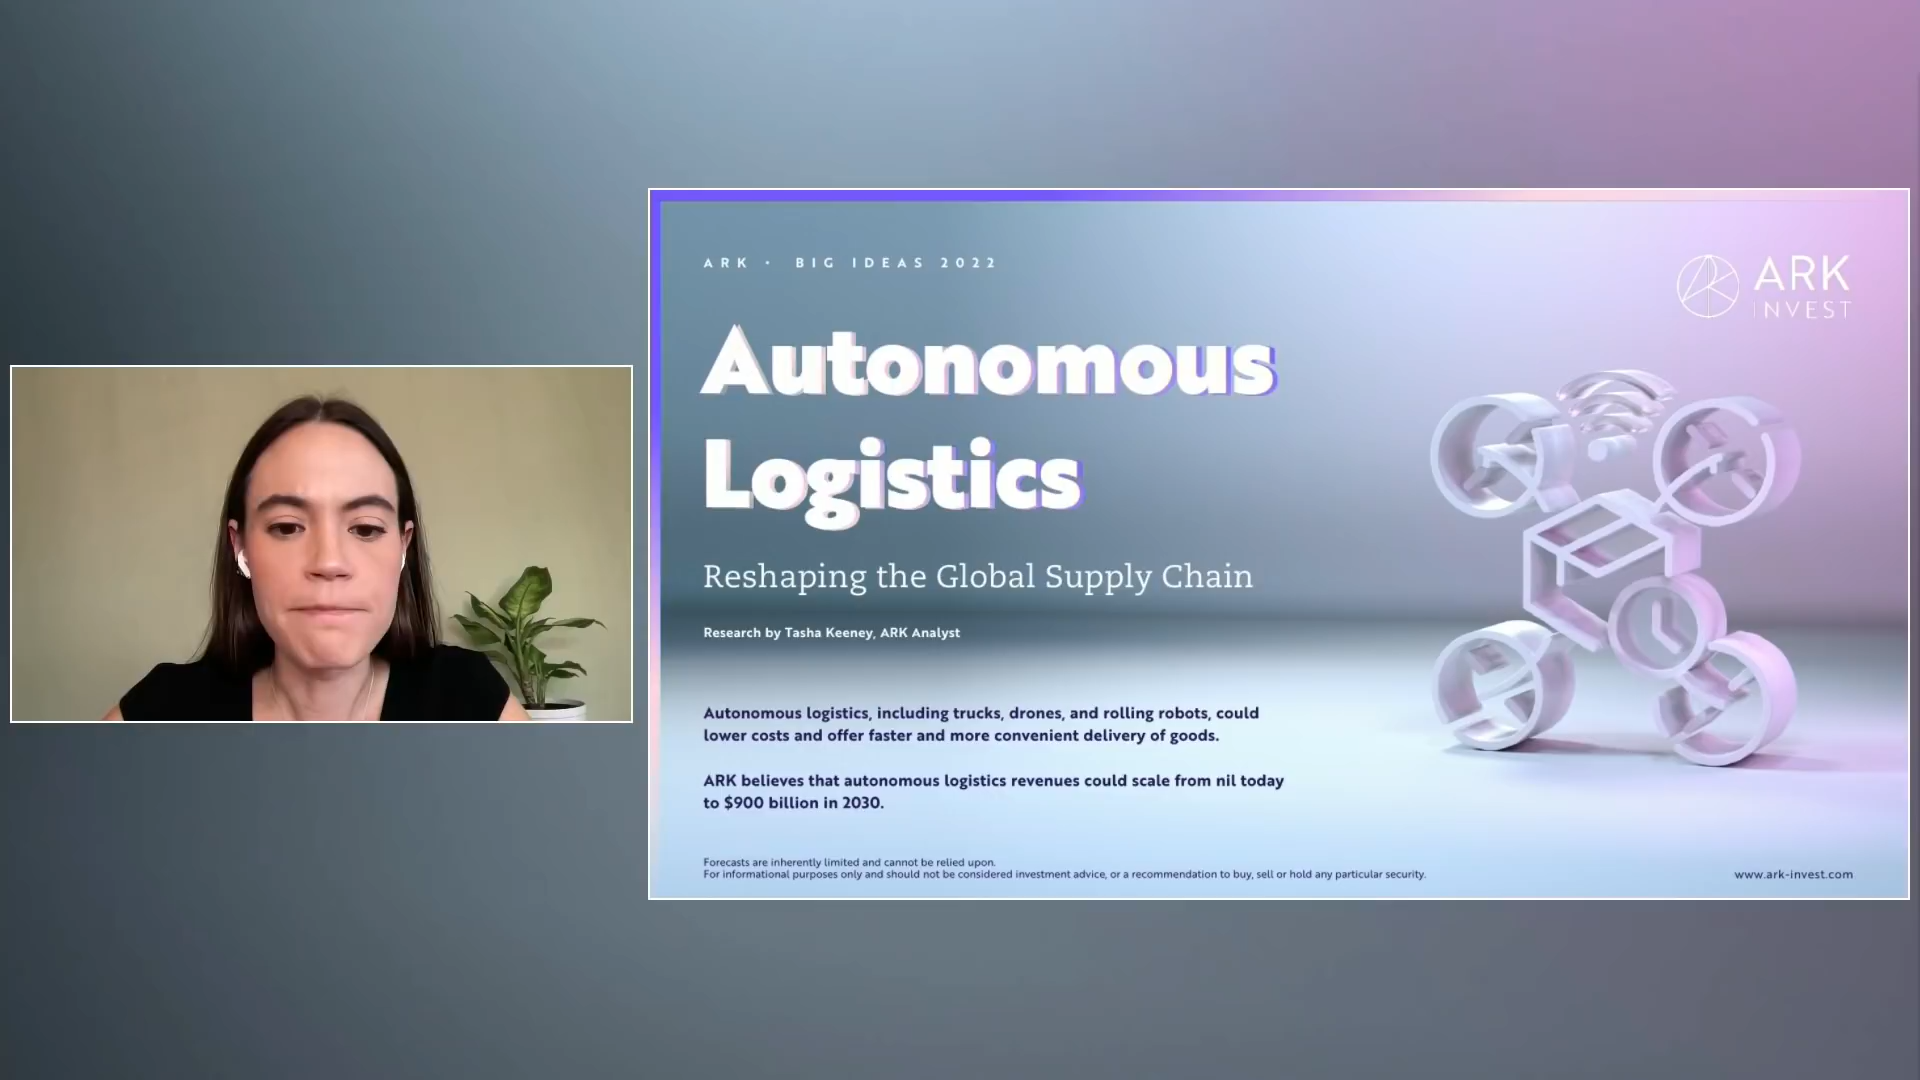 ARK · BIG IDEAS 2022
ARK
INVEST
Autonomous
Logistics
Reshaping the Global Supply Chain
Research by Tasha Keeney, ARK Analyst
Autonomous logistics, including trucks, drones, and rolling robots, could
lower costs and offer faster and more convenient delivery of goods.
ARK believes that autonomous logistics revenues could scale from nil today
to $900 billion in 2030.
Forecasts are inherently limited and cannot be relied upon.
For informational purposes only and should not be considered investment advice, or a recommendation to buy, sell or hold any particular security.
www.ark-invest.com